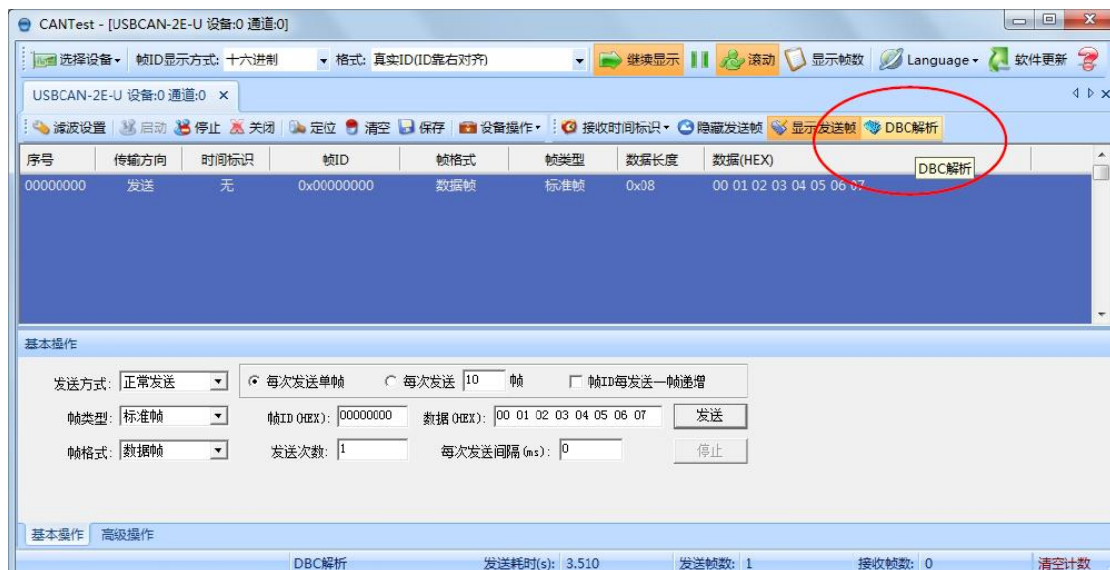 CANTest - [USBCAN-2E-U 设备:0 通道:0]
选择设备 帧ID显示方式: 十六进制 格式: 真实ID(ID靠右对齐) 继续显示 滚动 显示帧数 Language 软件更新
USBCAN-2E-U 设备:0 通道:0 ×
滤波设置 启动 停止 关闭 定位 清空 保存 设备操作 接收时间标识 隐藏发送帧 显示发送帧 DBC解析
序号 传输方向 时间标识 帧ID 帧格式 帧类型 数据长度 数据(HEX)
DBC解析
00000000 发送 无 0x00000000 数据帧 标准帧 0x08 00 01 02 03 04 05 06 07
基本操作
发送方式: 正常发送 每次发送单帧 每次发送 10 帧 帧ID每发送一帧递增
帧类型: 标准帧 帧ID(HEX): 00000000 数据(HEX): 00 01 02 03 04 05 06 07 发送
帧格式: 数据帧 发送次数: 1 每次发送间隔(ms): 0 停止
基本操作 高级操作
DBC解析 发送耗时(s): 3.510 发送帧数: 1 接收帧数: 0 清空计数